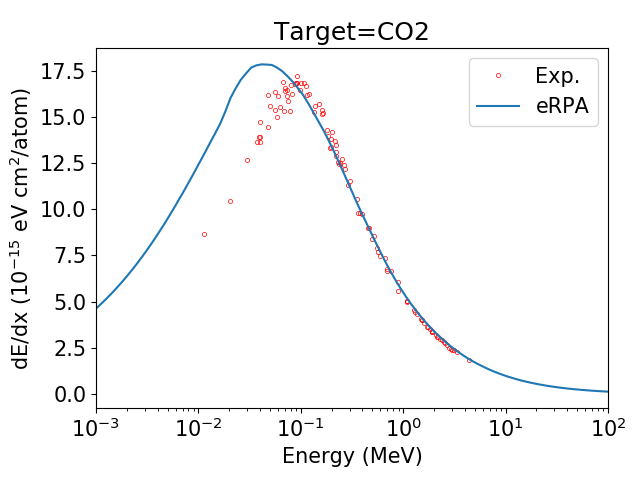 Target=CO2
Exp.
eRPA
dE/dx (10⁻¹⁵ eV cm²/atom)
17.5
15.0
12.5
10.0
7.5
5.0
2.5
0.0
10⁻³ 10⁻² 10⁻¹ 10⁰ 10¹ 10²
Energy (MeV)